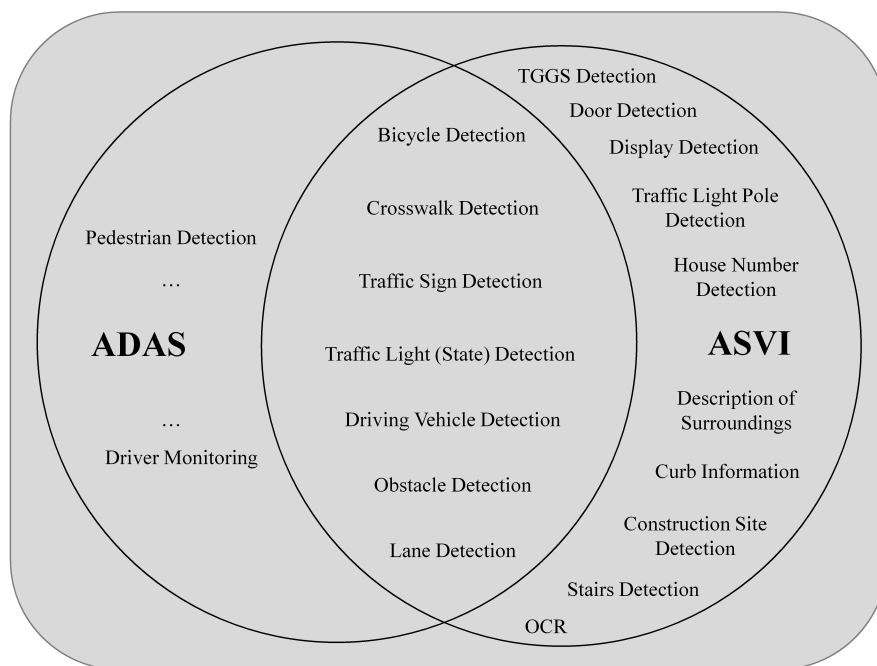 Pedestrian Detection
…
ADAS
…
Driver Monitoring
Bicycle Detection
Crosswalk Detection
Traffic Sign Detection
Traffic Light (State) Detection
Driving Vehicle Detection
Obstacle Detection
Lane Detection
TGGS Detection
Door Detection
Display Detection
Traffic Light Pole
Detection
House Number
Detection
ASVI
Description of
Surroundings
Curb Information
Construction Site
Detection
Stairs Detection
OCR